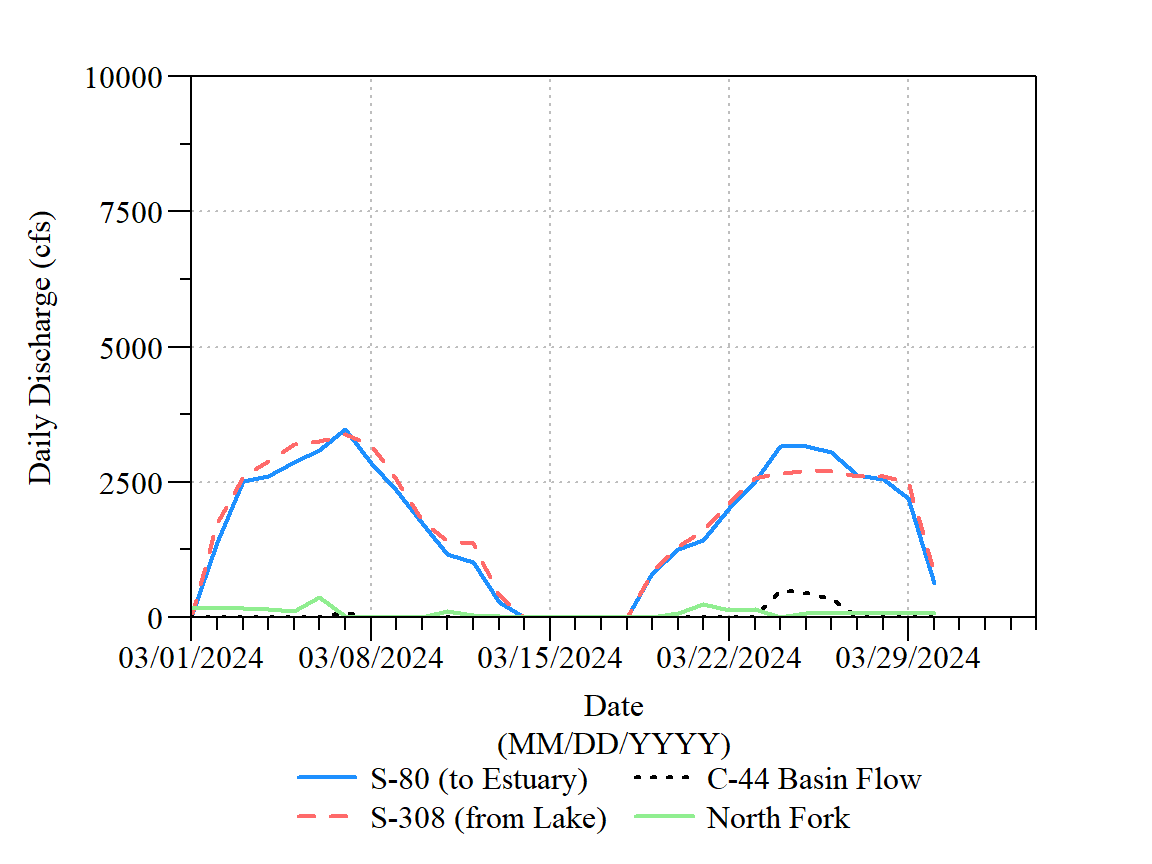 10000
7500
5000
2500
0
Daily Discharge (cfs)
03/01/2024 03/08/2024 03/15/2024 03/22/2024 03/29/2024
Date
(MM/DD/YYYY)
S-80 (to Estuary) C-44 Basin Flow
S-308 (from Lake) North Fork